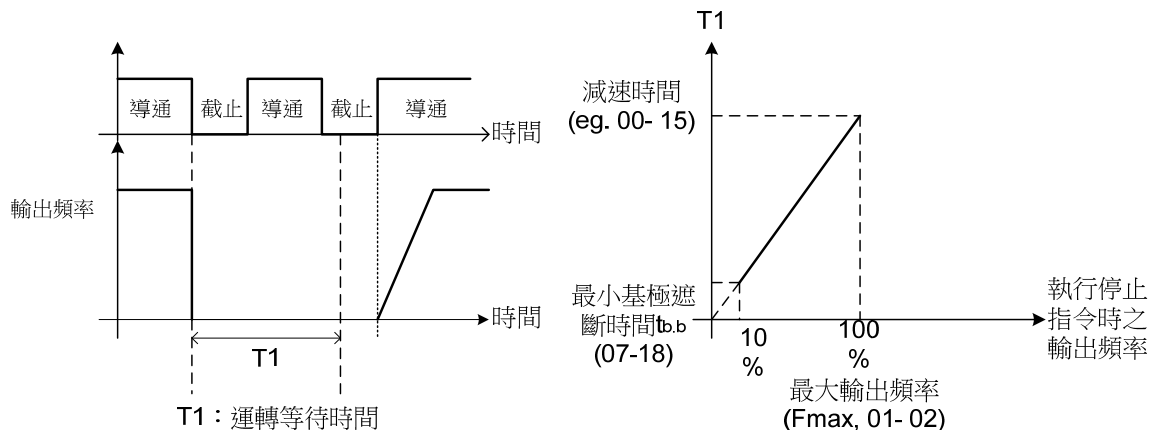 導通 截止 導通 截止 導通
時間
輸出頻率
時間
T1
T1：運轉等待時間
T1
減速時間
(eg. 00- 15)
最小基極遮
斷時間tb.b
(07-18)
10
%
100
%
最大輸出頻率
(Fmax, 01- 02)
執行停止
指令時之
輸出頻率